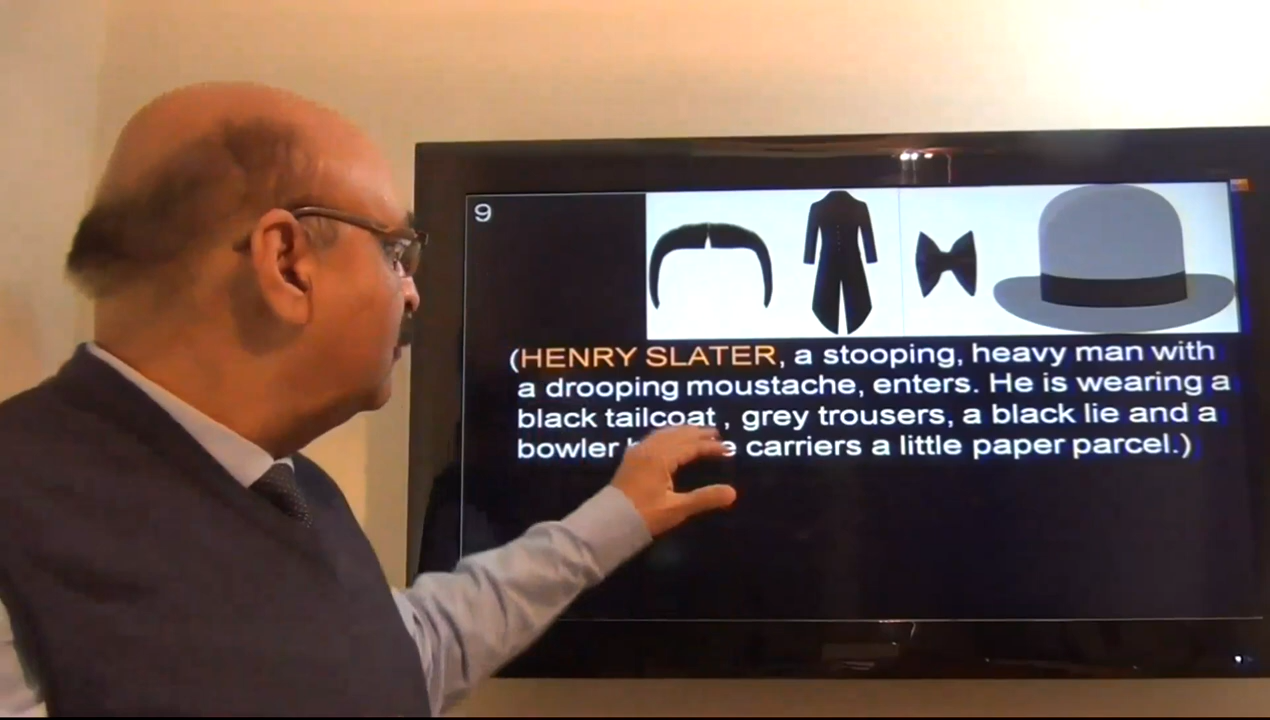 9
(HENRY SLATER, a stooping, heavy man with
a drooping moustache, enters. He is wearing a
black tailcoat , grey trousers, a black lie and a
bowler carriers a little paper parcel.)